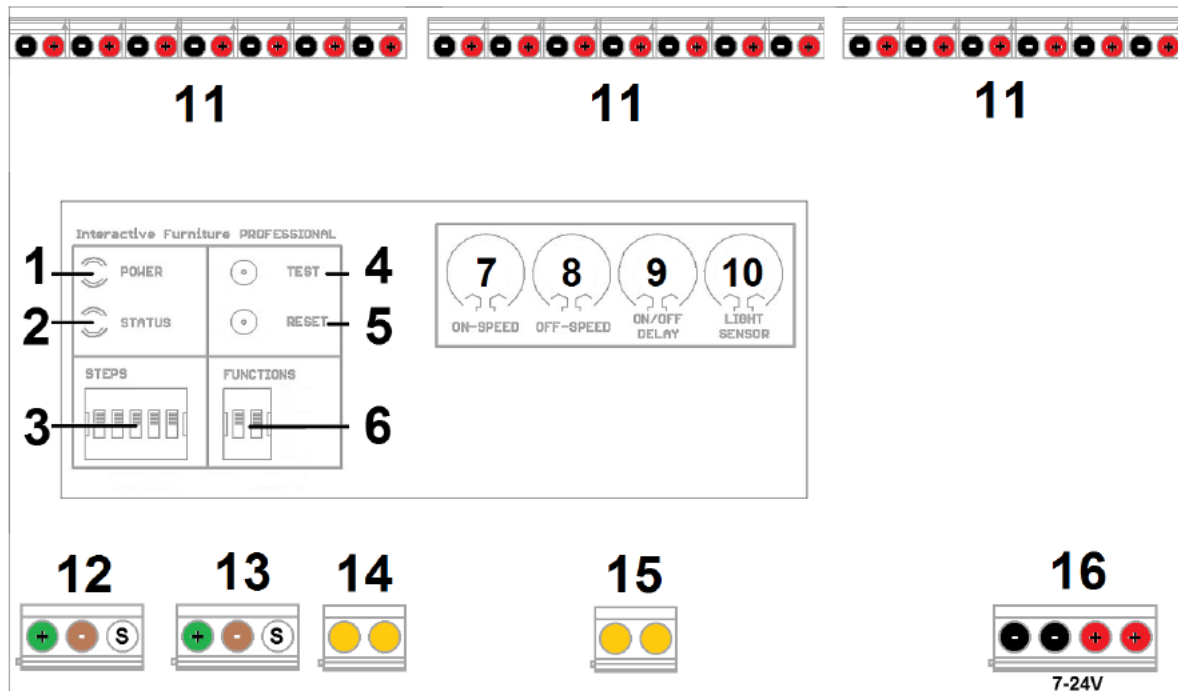 - + - + - + - + - + - + - +
- + - + - + - + - + - + - +
- + - + - + - + - + - +
11
11
11
Interactive Furniture PROFESSIONAL
1
POWER
4
TEST
2
STATUS
5
RESET
7
8
9
10
ON-SPEED
OFF-SPEED
ON/OFF
DELAY
LIGHT
SENSOR
STEPS
FUNCTIONS
3
6
12
13
14
15
16
+ - S
+ - S
- - + +
7-24V